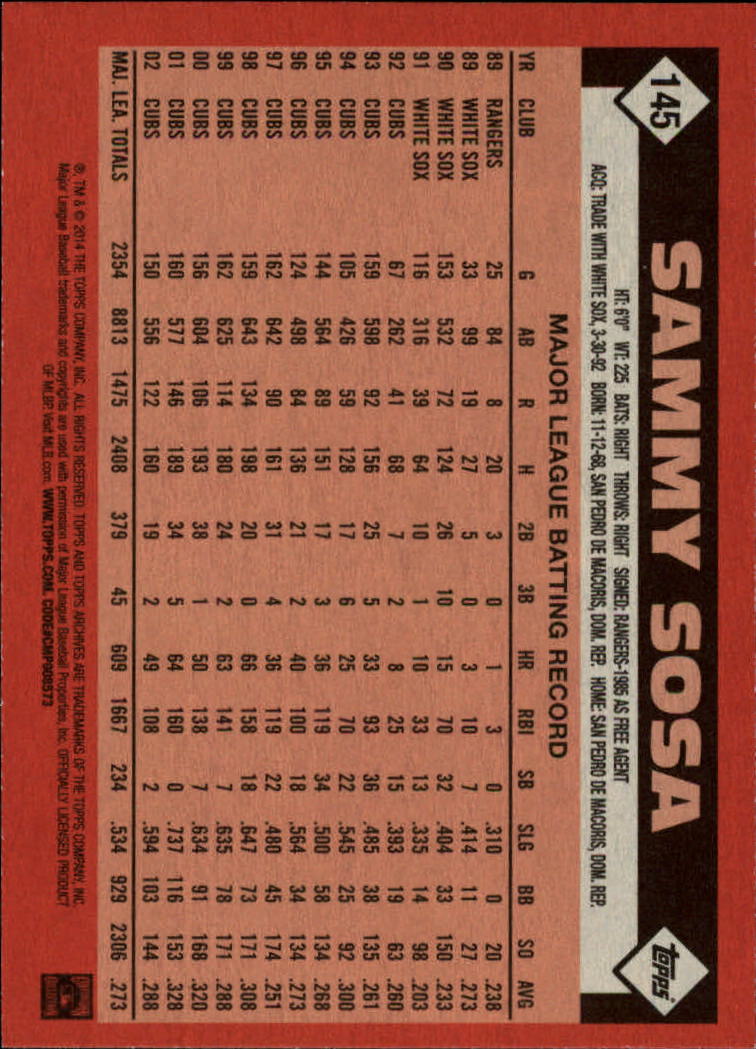 145
SAMMY SOSA
topps
HT: 6'0" WT: 225 BATS: RIGHT THROWS: RIGHT SIGNED: RANGERS-1985 AS FREE AGENT
ACQ: TRADE WITH WHITE SOX, 3-30-92 BORN: 11-12-68, SAN PEDRO DE MACORIS, DOM. REP. HOME: SAN PEDRO DE MACORIS, DOM. REP.
MAJOR LEAGUE BATTING RECORD
YR CLUB G AB R H 2B 3B HR RBI SB SLG BB SO AVG
89 RANGERS 25 84 8 20 3 0 1 3 0 .310 0 20 .238
89 WHITE SOX 33 99 19 27 5 0 3 10 7 .414 11 27 .273
90 WHITE SOX 153 532 72 124 26 10 15 70 32 .404 33 150 .233
91 WHITE SOX 116 316 39 64 10 1 10 33 13 .335 14 98 .203
92 CUBS 67 262 41 68 7 2 8 25 15 .393 19 63 .260
93 CUBS 159 598 92 156 25 5 33 93 36 .485 38 135 .261
94 CUBS 105 426 59 128 17 6 25 70 22 .545 25 92 .300
95 CUBS 144 564 89 151 17 3 36 119 34 .500 58 134 .268
96 CUBS 124 498 84 136 21 2 40 100 18 .564 34 134 .273
97 CUBS 162 642 90 161 31 4 36 119 22 .480 45 174 .251
98 CUBS 159 643 134 198 20 0 66 158 18 .647 73 171 .308
99 CUBS 162 625 114 180 24 2 63 141 7 .635 78 171 .288
00 CUBS 156 604 106 193 38 1 50 138 7 .634 91 168 .320
01 CUBS 160 577 146 189 34 5 64 160 0 .737 116 153 .328
02 CUBS 150 556 122 160 19 2 49 108 2 .594 103 144 .288
MAJ. LEA. TOTALS 2354 8813 1475 2408 379 45 609 1667 234 .534 929 2306 .273
®, TM & © 2014 THE TOPPS COMPANY, INC. ALL RIGHTS RESERVED. TOPPS AND TOPPS ARCHIVES ARE TRADEMARKS OF THE TOPPS COMPANY, INC.
Major League Baseball trademarks and copyrights are used with permission of Major League Baseball Properties, Inc. OFFICIALLY LICENSED PRODUCT
OF MLBP. Visit MLB.com. WWW.TOPPS.COM. CODE#CMP908573